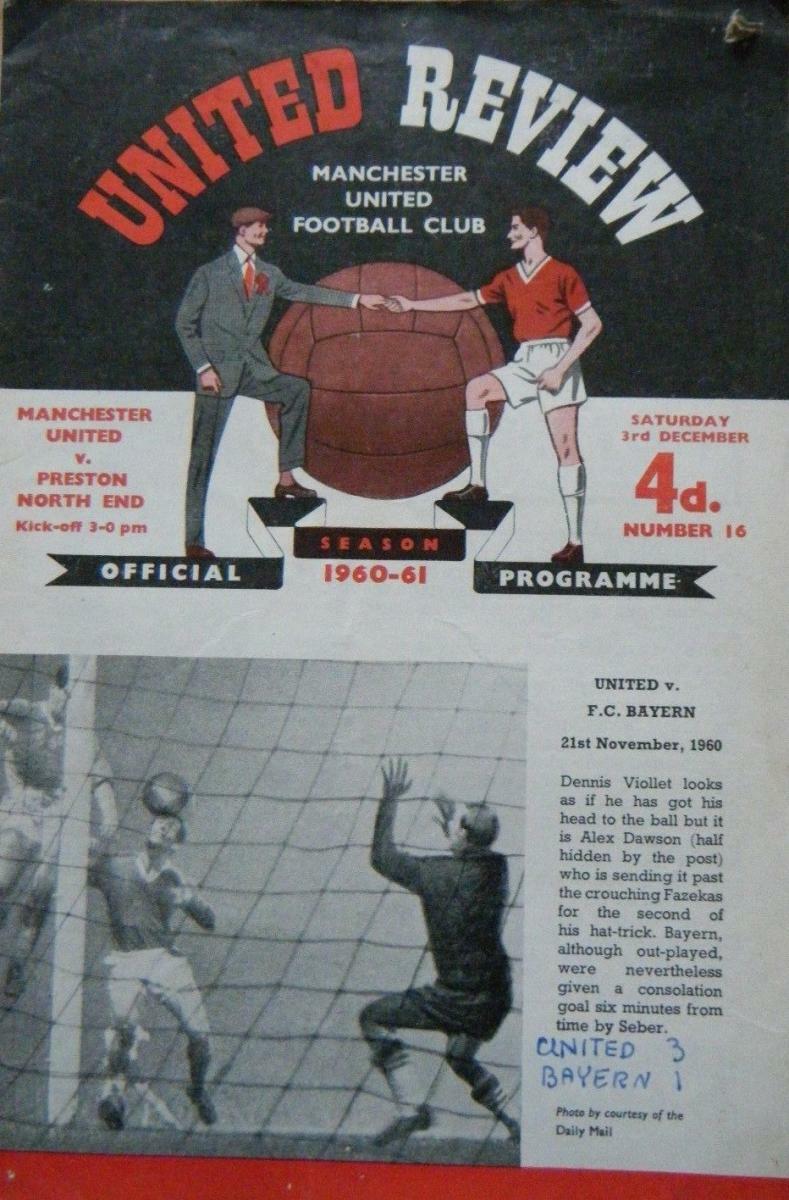 UNITED REVIEW
MANCHESTER
UNITED
FOOTBALL CLUB
MANCHESTER
UNITED
v.
PRESTON
NORTH END
Kick-off 3-0 pm
SATURDAY
3rd DECEMBER
4d.
NUMBER 16
OFFICIAL
SEASON
1960-61
PROGRAMME
UNITED v.
F.C. BAYERN
21st November, 1960
Dennis Viollet looks
as if he has got his
head to the ball but it
is Alex Dawson (half
hidden by the post)
who is sending it past
the crouching Fazekas
for the second of
his hat-trick. Bayern,
although out-played,
were nevertheless
given a consolation
goal six minutes from
time by Seber.
UNITED 3
BAYERN 1
Photo by courtesy of the
Daily Mail